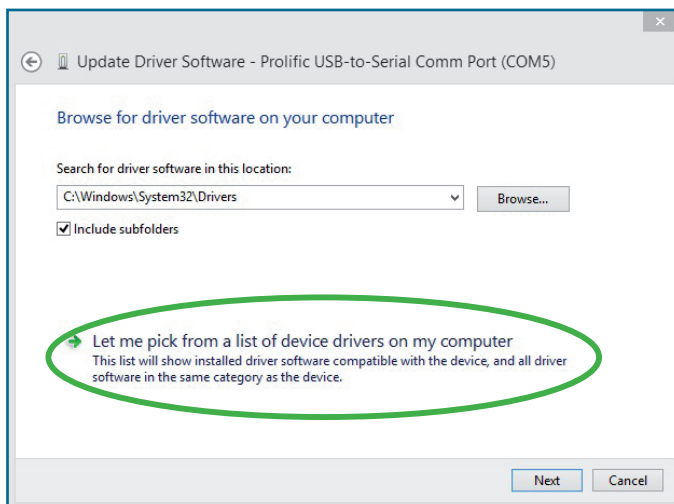 Update Driver Software - Prolific USB-to-Serial Comm Port (COM5)
Browse for driver software on your computer
Search for driver software in this location:
C:\Windows\System32\Drivers
Browse...
Include subfolders
Let me pick from a list of device drivers on my computer
This list will show installed driver software compatible with the device, and all driver
software in the same category as the device.
Next Cancel